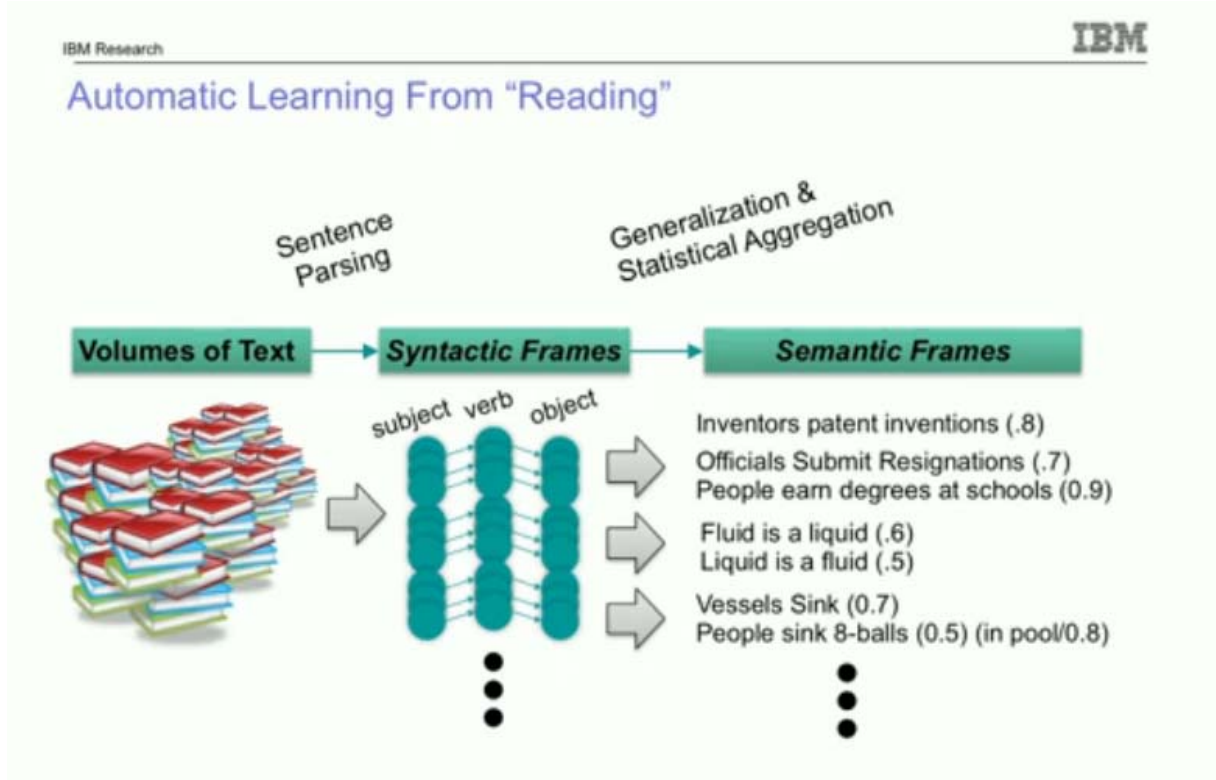 IBM Research
IBM
Automatic Learning From “Reading”
Sentence
Parsing
Generalization &
Statistical Aggregation
Volumes of Text
Syntactic Frames
Semantic Frames
subject verb object
Inventors patent inventions (.8)
Officials Submit Resignations (.7)
People earn degrees at schools (0.9)
Fluid is a liquid (.6)
Liquid is a fluid (.5)
Vessels Sink (0.7)
People sink 8-balls (0.5) (in pool/0.8)